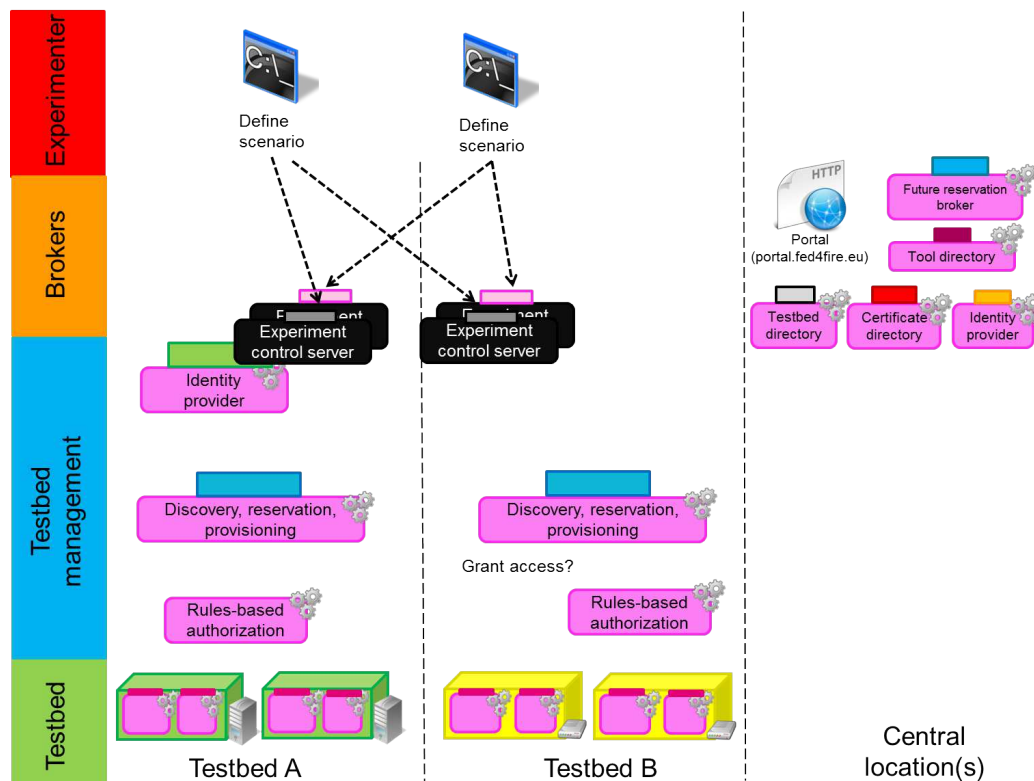 Experimenter
Brokers
Testbed
management
Testbed
C:\_
Define
scenario
C:\_
Define
scenario
HTTP
Portal
(portal.fed4fire.eu)
Future reservation
broker
Tool directory
Testbed
directory
Certificate
directory
Identity
provider
Experiment
control server
Experiment
Experiment
control server
Identity
provider
Discovery, reservation,
provisioning
Discovery, reservation,
provisioning
Grant access?
Rules-based
authorization
Rules-based
authorization
Testbed A
Testbed B
Central
location(s)